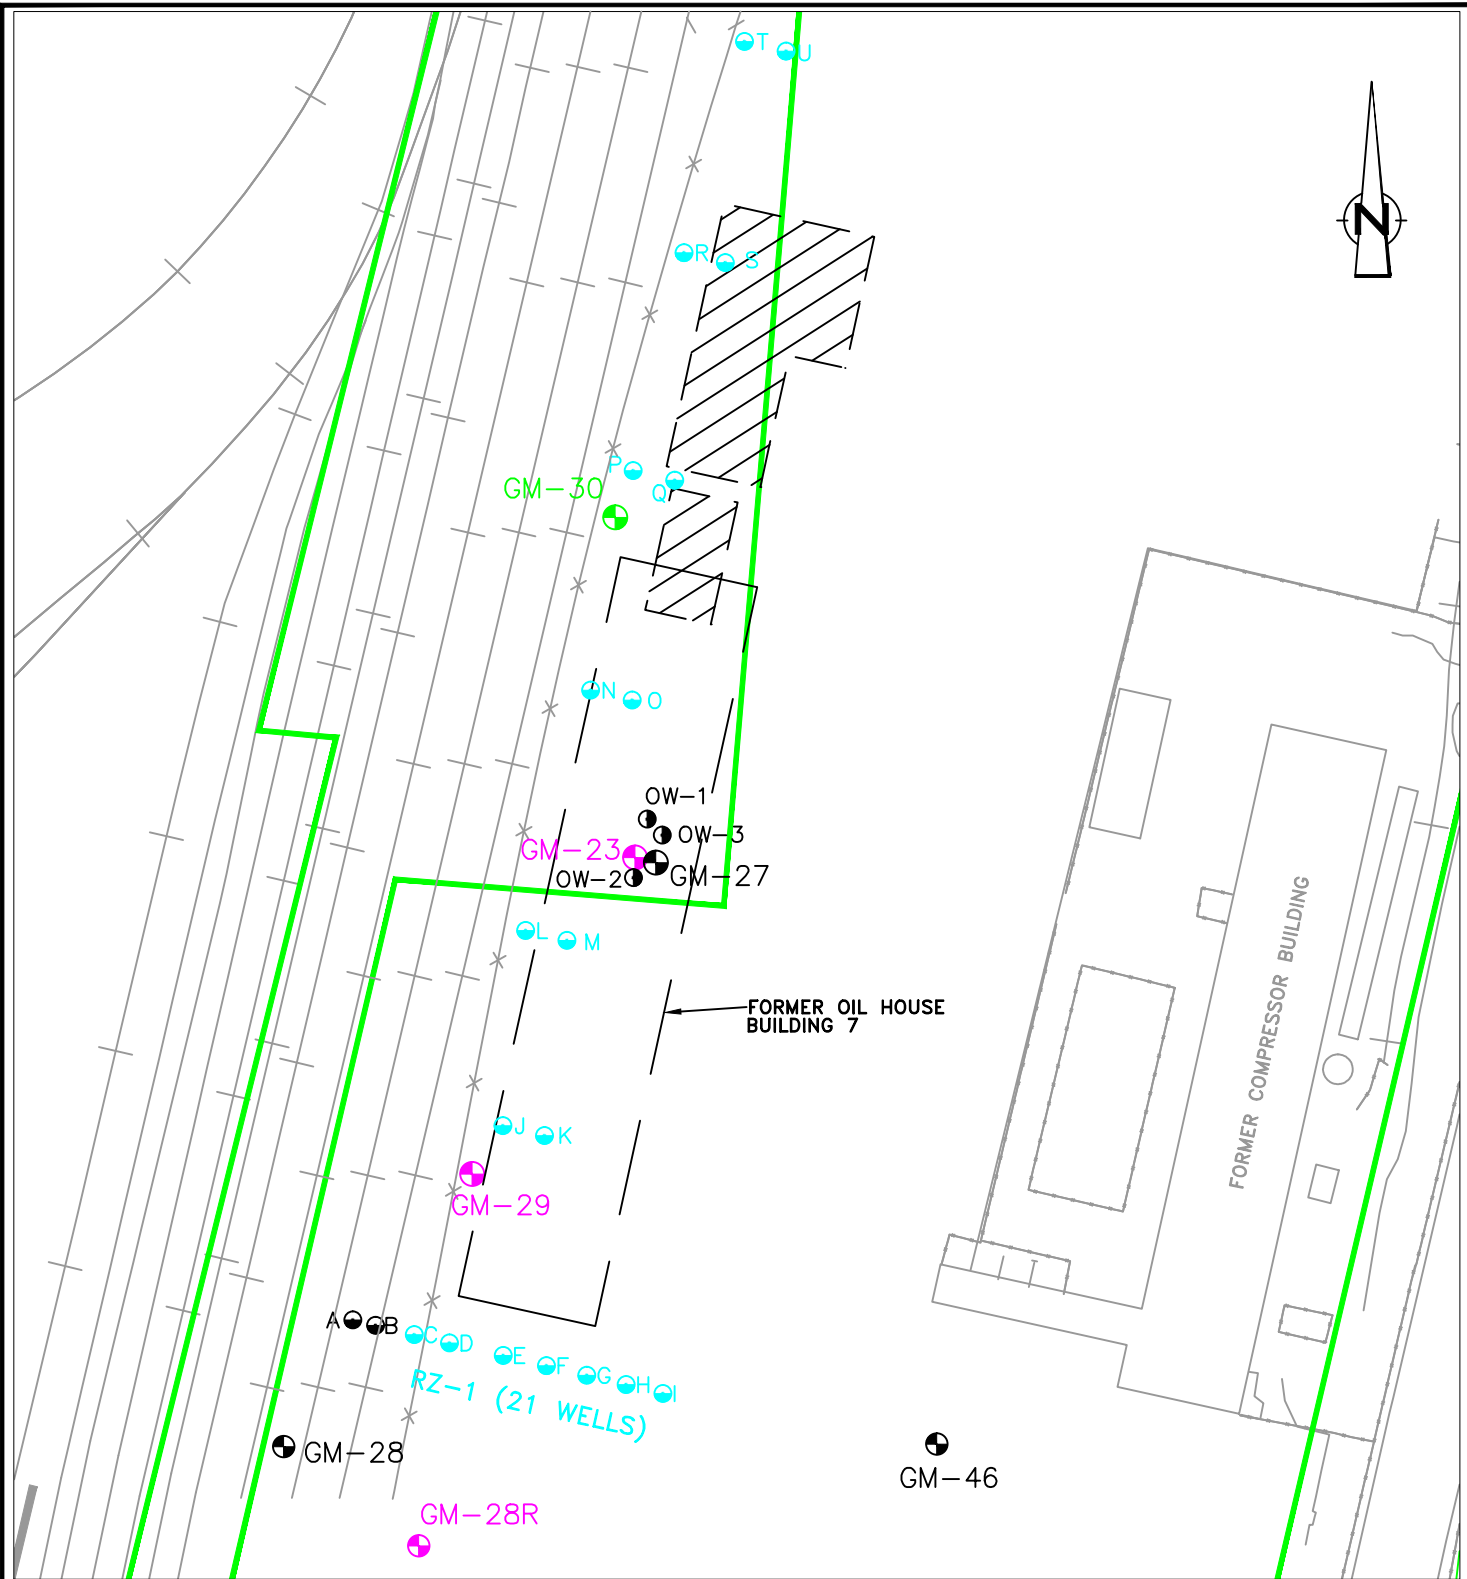 T
U
N
R
S
P
Q
GM-30
N
O
OW-1
OW-3
GM-23
GM-27
OW-2
L
M
FORMER OIL HOUSE
BUILDING 7
FORMER COMPRESSOR BUILDING
J
K
GM-29
A
B
C
D
E
F
G
H
I
RZ-1 (21 WELLS)
GM-28
GM-46
GM-28R